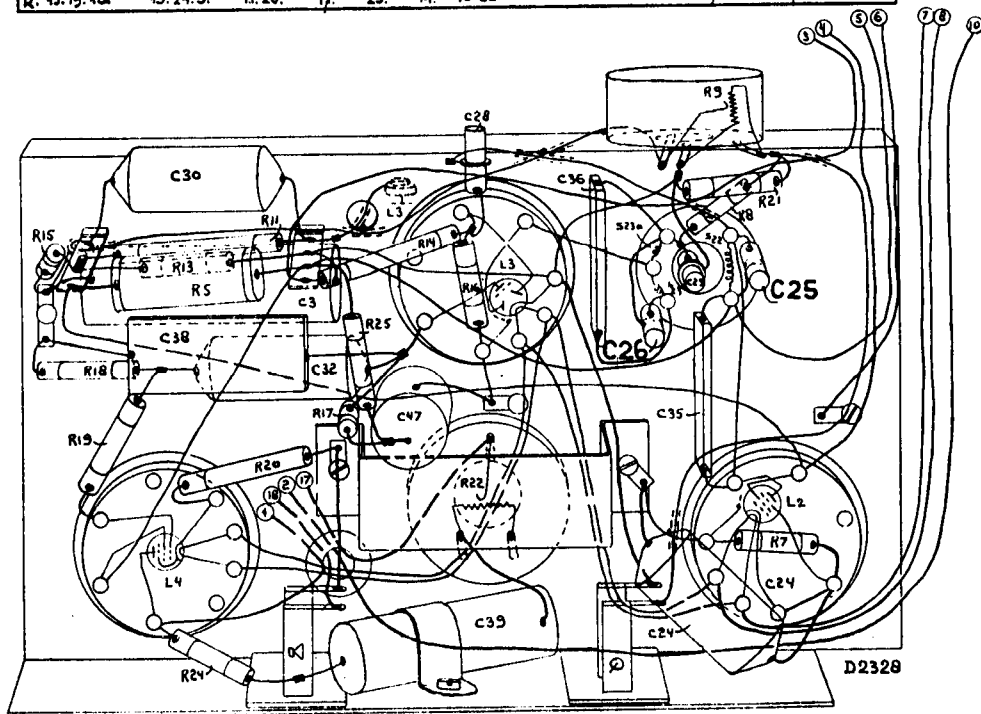 3 4 5 6 7 8 10
R9
C28
C30
C36
L3
R21
R11
R15
R14
S23a
S22
R13
L3
C29
C25
R5
C3
R16
C38
R25
C26
C32
R18
C35
R17
C47
R19
R20
R22
L2
18 2 17
R7
L4
C24
C39
C24
R24
D2328